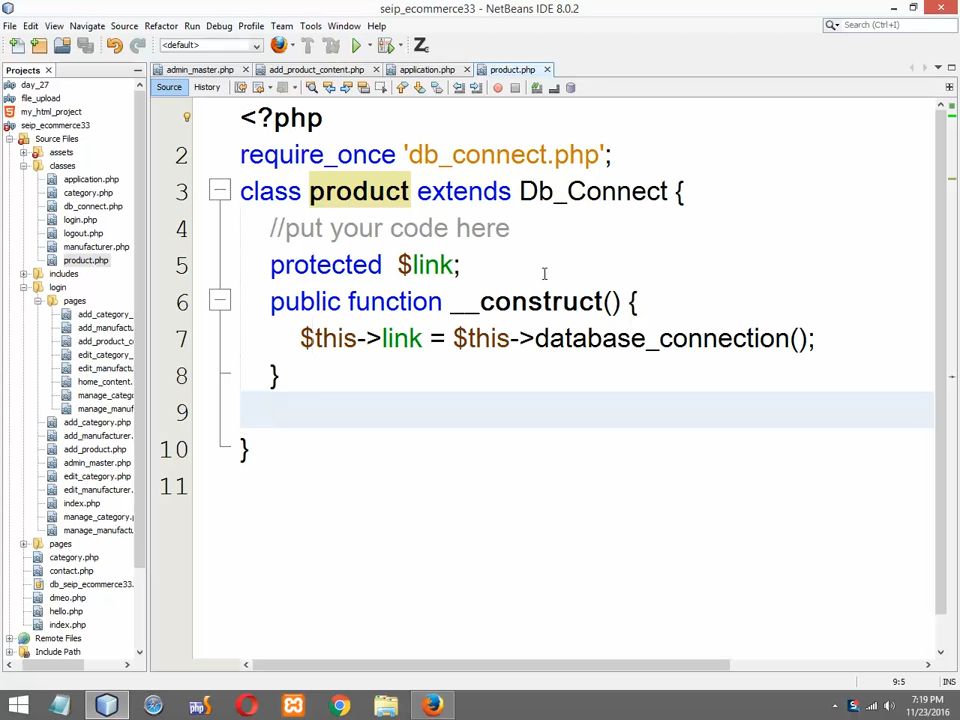 seip_ecommerce33 - NetBeans IDE 8.0.2
File Edit View Navigate Source Refactor Run Debug Profile Team Tools Window Help
Search (Ctrl+I)
<default>
Projects
admin_master.php
add_product_content.php
application.php
product.php
Source
History
day_27
file_upload
my_html_project
seip_ecommerce33
Source Files
assets
classes
application.php
category.php
db_connect.php
login.php
logout.php
manufacturer.php
product.php
includes
login
pages
add_category_
add_manufact
add_product_c
edit_category_
edit_manufact
home_content.
manage_categ
manage_manuf
add_category.php
add_manufacturer.
add_product.php
admin_master.php
edit_category.php
edit_manufacturer.
index.php
manage_category.
manage_manufact
pages
category.php
contact.php
db_seip_ecommerce33.
dmeo.php
hello.php
index.php
Remote Files
Include Path
<?php
2 require_once 'db_connect.php';
3 class product extends Db_Connect {
4 //put your code here
5 protected $link;
6 public function __construct() {
7 $this->link = $this->database_connection();
8 }
9
10 }
11
9:5
INS
php
7:19 PM
11/23/2016